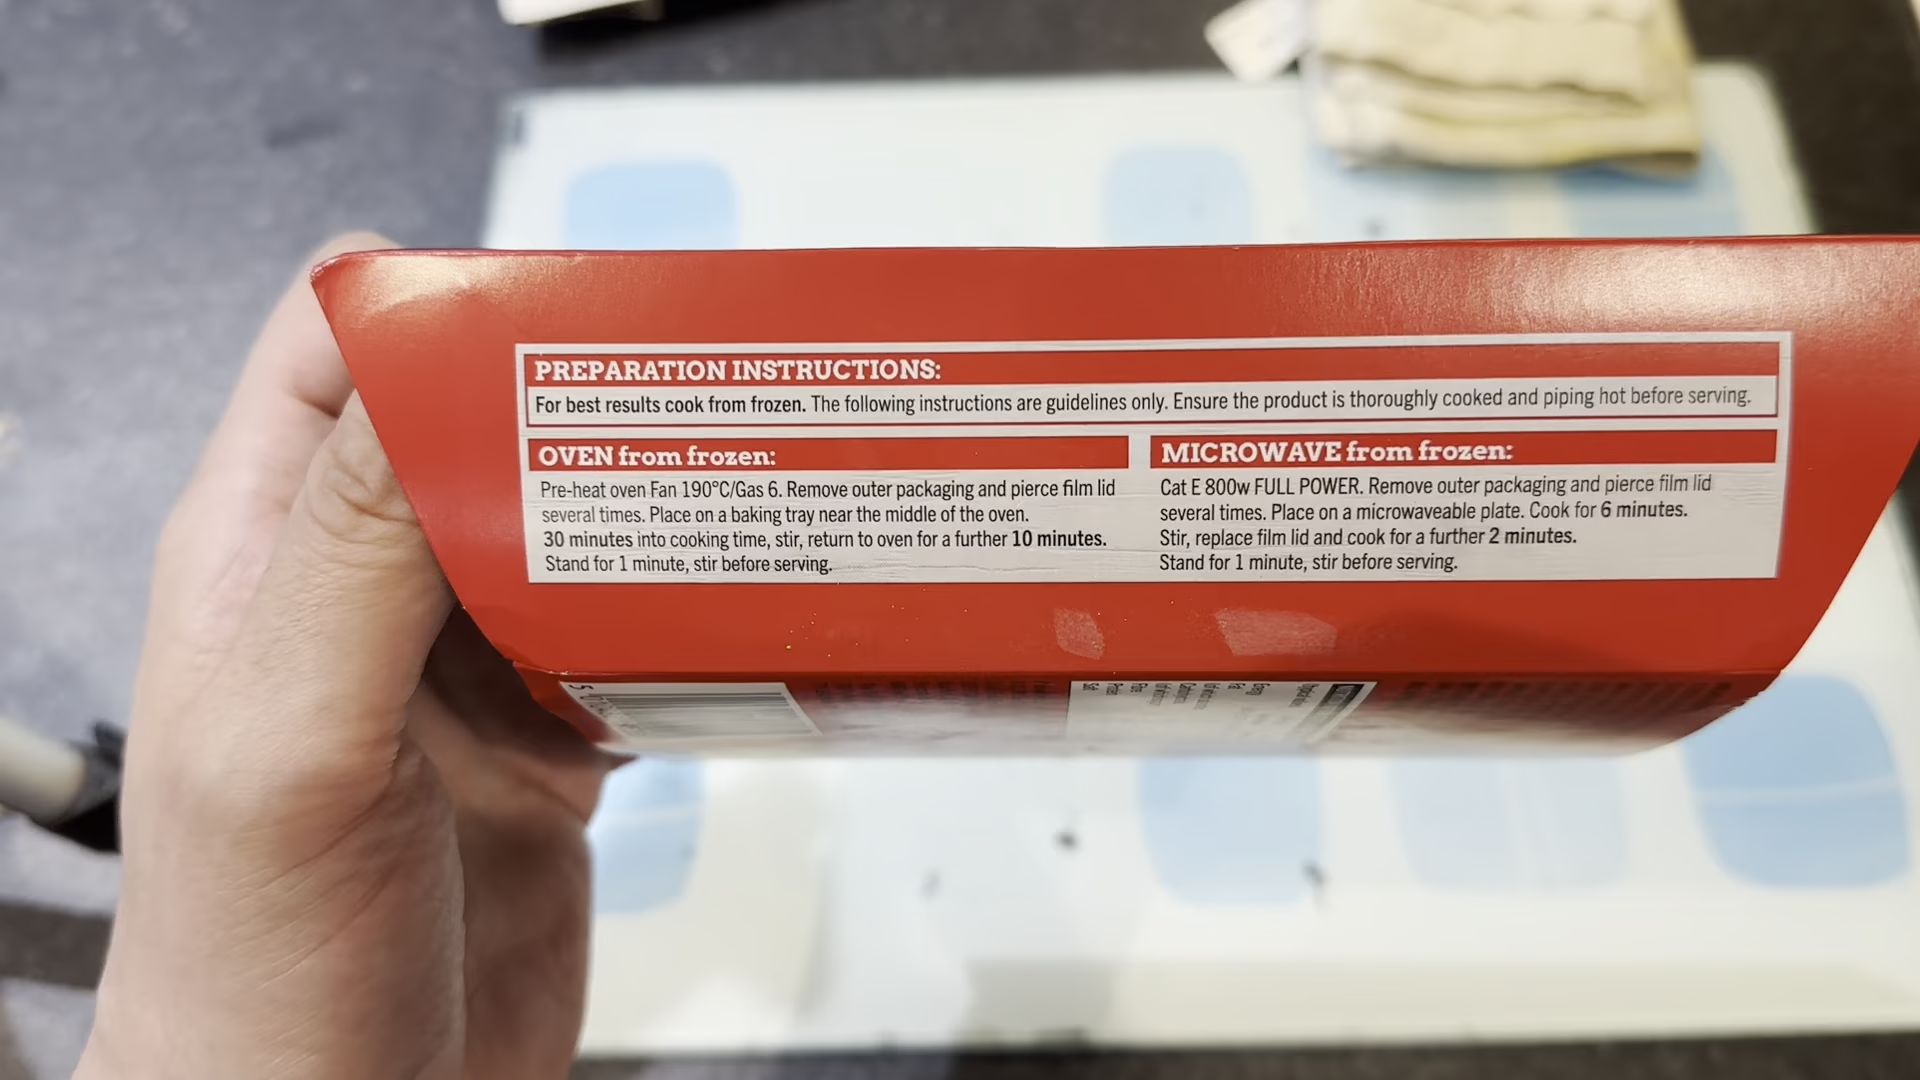 PREPARATION INSTRUCTIONS:
For best results cook from frozen. The following instructions are guidelines only. Ensure the product is thoroughly cooked and piping hot before serving.
OVEN from frozen:
Pre-heat oven Fan 190°C/Gas 6. Remove outer packaging and pierce film lid
several times. Place on a baking tray near the middle of the oven.
30 minutes into cooking time, stir, return to oven for a further 10 minutes.
Stand for 1 minute, stir before serving.
MICROWAVE from frozen:
Cat E 800w FULL POWER. Remove outer packaging and pierce film lid
several times. Place on a microwaveable plate. Cook for 6 minutes.
Stir, replace film lid and cook for a further 2 minutes.
Stand for 1 minute, stir before serving.